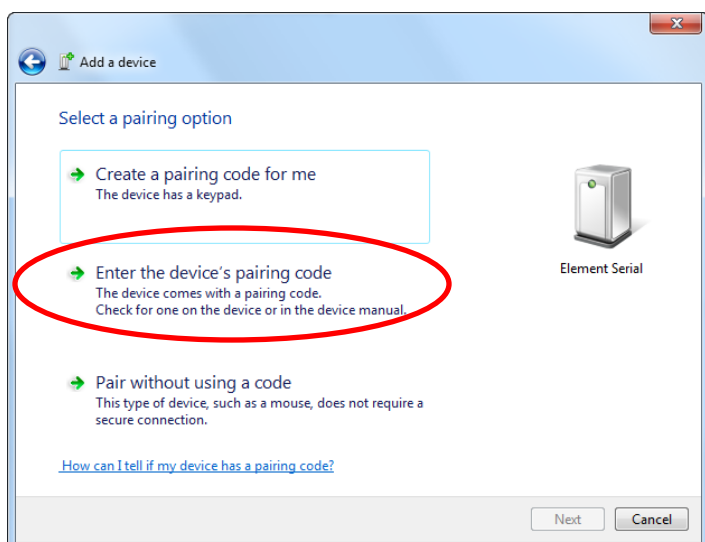 Add a device
Select a pairing option
Create a pairing code for me
The device has a keypad.
Enter the device's pairing code
The device comes with a pairing code.
Check for one on the device or in the device manual.
Element Serial
Pair without using a code
This type of device, such as a mouse, does not require a
secure connection.
How can I tell if my device has a pairing code?
Next
Cancel